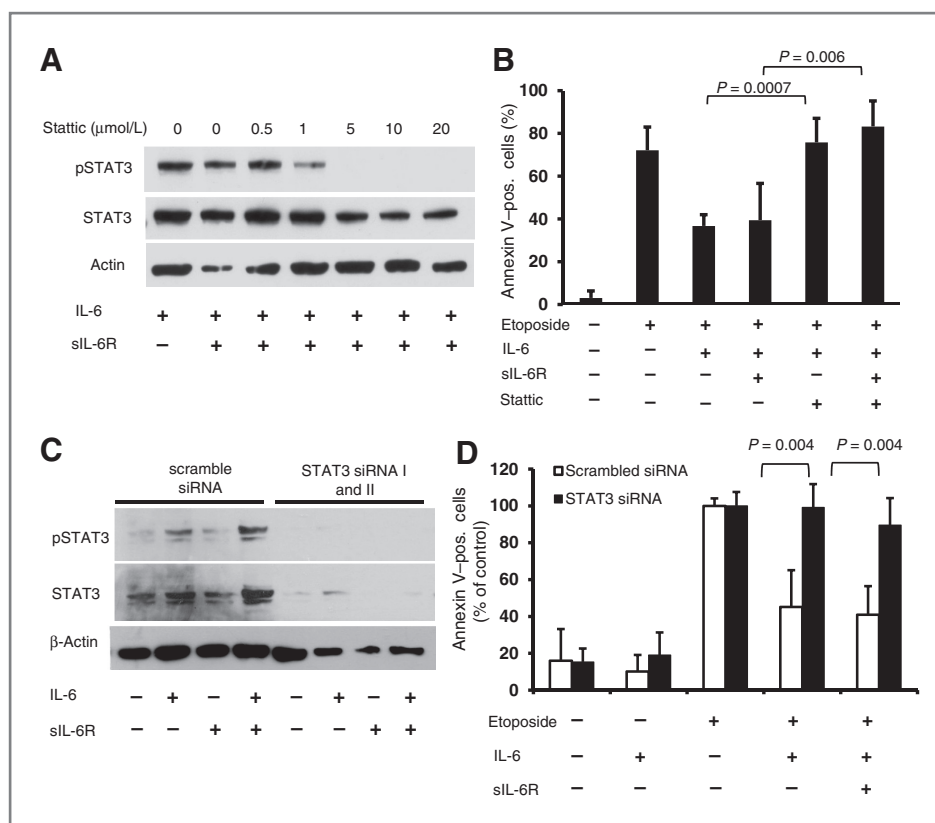 A
Stattic (μmol/L) 0 0 0.5 1 5 10 20
pSTAT3
STAT3
Actin
IL-6 + + + + + + +
sIL-6R – + + + + + +
B
P = 0.006
P = 0.0007
Annexin V–pos. cells (%)
100
80
60
40
20
0
Etoposide – + + + + +
IL-6 – – + + + +
sIL-6R – – – + – +
Stattic – – – – + +
C
scramble siRNA
STAT3 siRNA I and II
pSTAT3
STAT3
β-Actin
IL-6 – + – + – + – +
sIL-6R – – + + – – + +
D
P = 0.004 P = 0.004
Annexin V–pos. cells
(% of control)
120
100
80
60
40
20
0
Scrambled siRNA
STAT3 siRNA
Etoposide – – + + +
IL-6 – + – + +
sIL-6R – – – – +